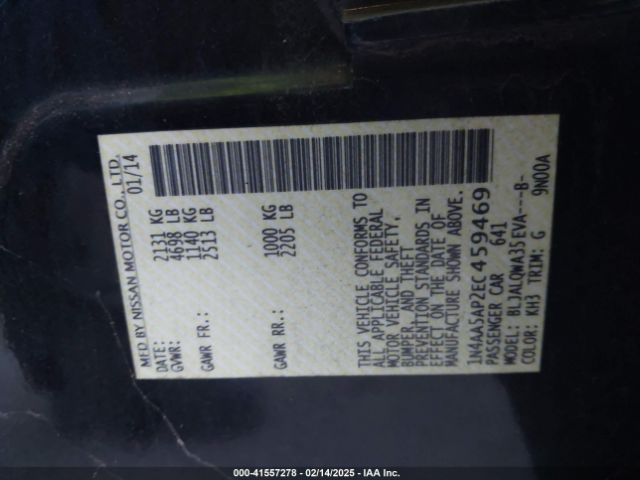 MFD BY NISSAN MOTOR CO., LTD.
DATE: 01/14
GVWR: 2131 KG
4698 LB
GAWR FR.: 1140 KG
2513 LB
GAWR RR.: 1000 KG
2205 LB
THIS VEHICLE CONFORMS TO
ALL APPLICABLE FEDERAL
MOTOR VEHICLE SAFETY,
BUMPER, AND THEFT
PREVENTION STANDARDS IN
EFFECT ON THE DATE OF
MANUFACTURE SHOWN ABOVE.
1N4AA5AP2EC459469
PASSENGER CAR 641
MODEL: BLJALQWA35EVA---B-
COLOR: KH3 TRIM: G 9N00A
000-41557278 - 02/14/2025 - IAA Inc.